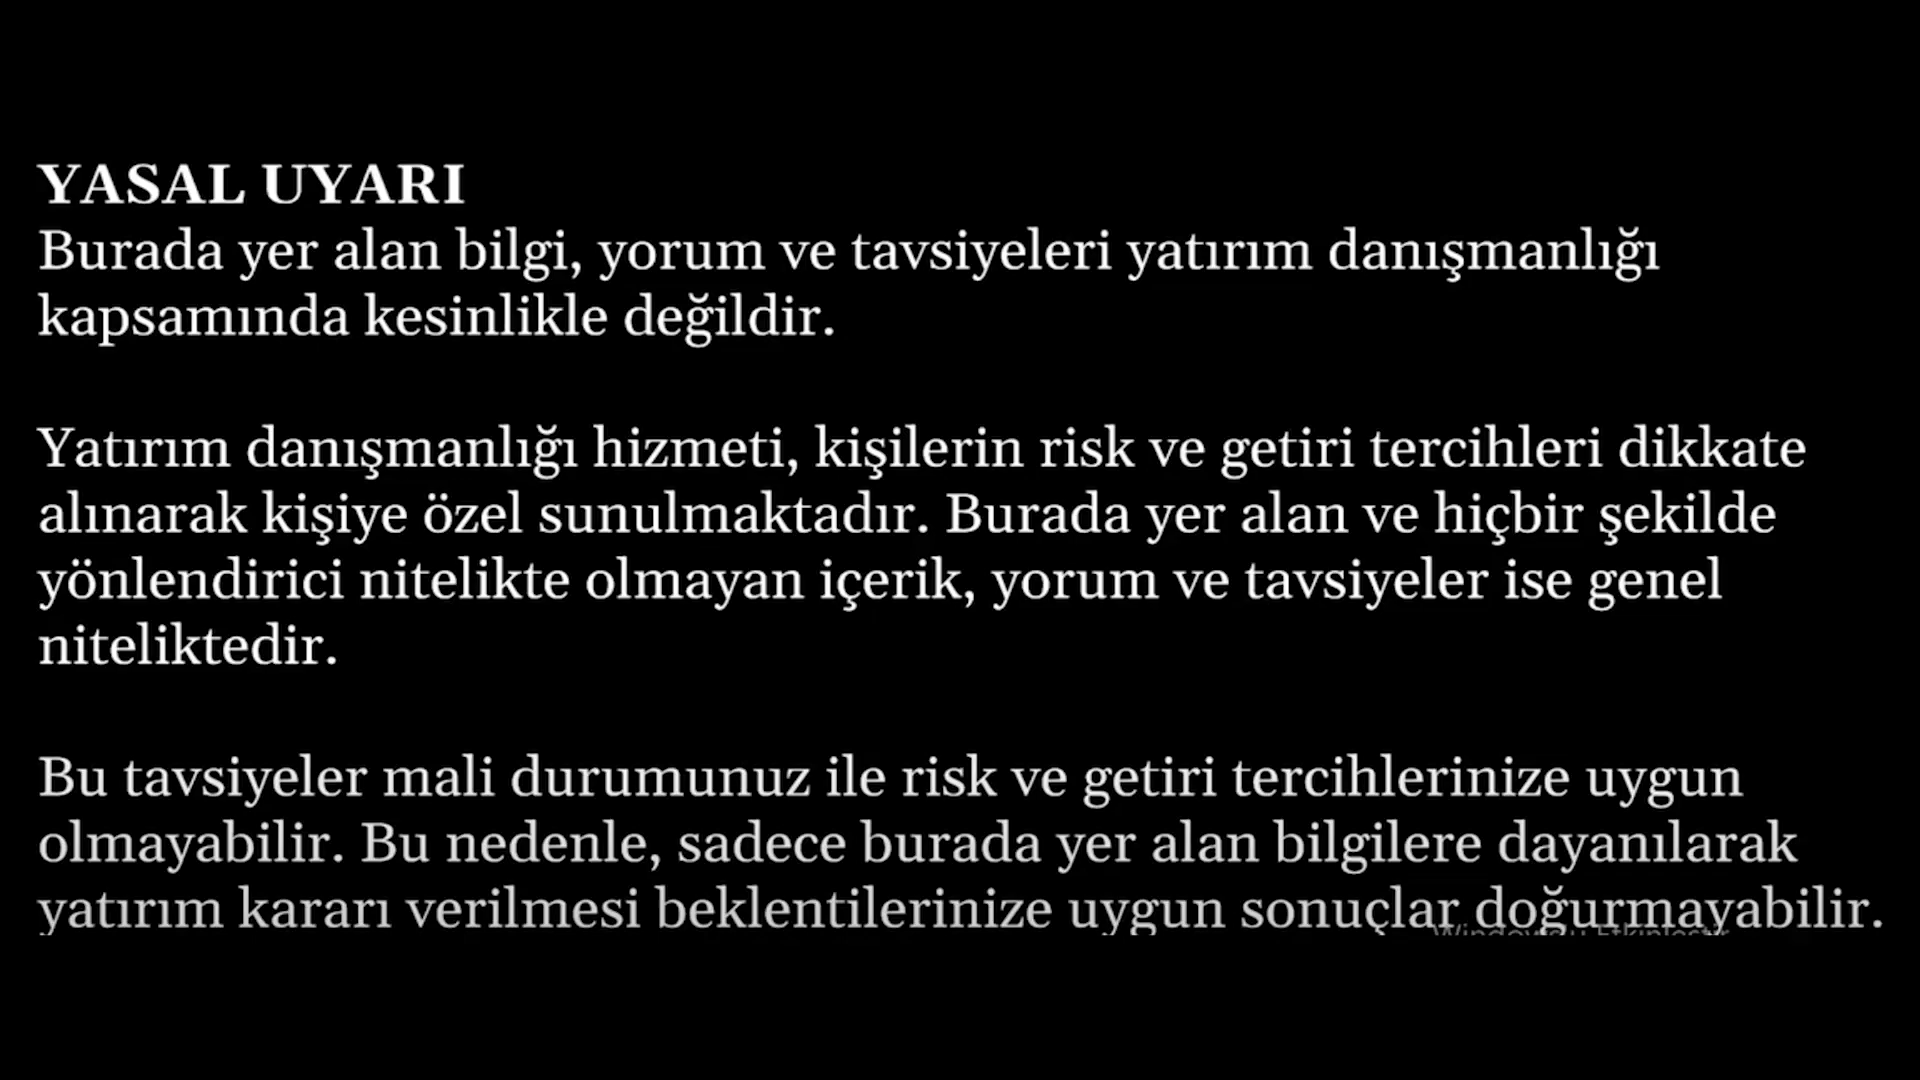 YASAL UYARI
Burada yer alan bilgi, yorum ve tavsiyeleri yatırım danışmanlığı
kapsamında kesinlikle değildir.
Yatırım danışmanlığı hizmeti, kişilerin risk ve getiri tercihleri dikkate
alınarak kişiye özel sunulmaktadır. Burada yer alan ve hiçbir şekilde
yönlendirici nitelikte olmayan içerik, yorum ve tavsiyeler ise genel
niteliktedir.
Bu tavsiyeler mali durumunuz ile risk ve getiri tercihlerinize uygun
olmayabilir. Bu nedenle, sadece burada yer alan bilgilere dayanılarak
yatırım kararı verilmesi beklentilerinize uygun sonuçlar doğurmayabilir.